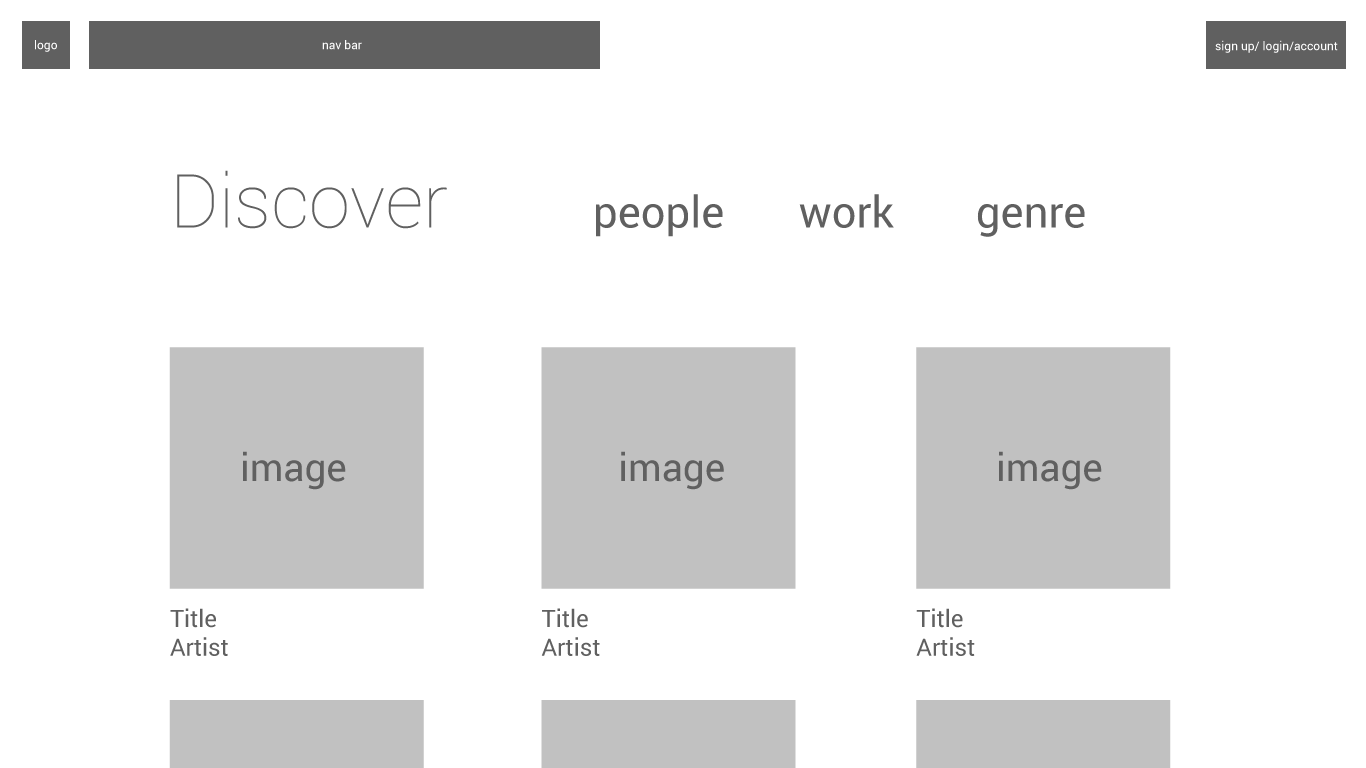 logo
nav bar
sign up/ login/account
Discover
people
work
genre
image
image
image
Title
Artist
Title
Artist
Title
Artist